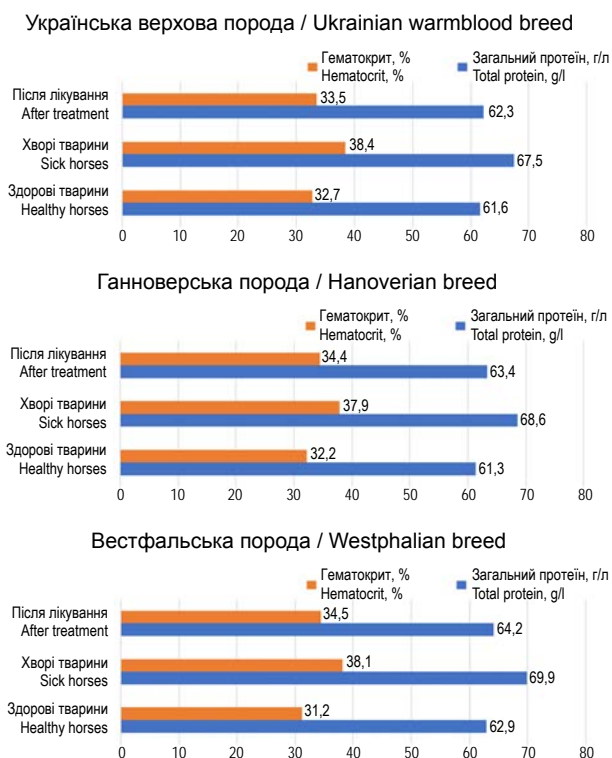 Українська верхова порода / Ukrainian warmblood breed
Гематокрит, %
Hematocrit, %
Загальний протеїн, г/л
Total protein, g/l
Після лікування
After treatment
33,5
62,3
Хворі тварини
Sick horses
38,4
67,5
Здорові тварини
Healthy horses
32,7
61,6
0 10 20 30 40 50 60 70 80
Ганноверська порода / Hanoverian breed
Гематокрит, %
Hematocrit, %
Загальний протеїн, г/л
Total protein, g/l
Після лікування
After treatment
34,4
63,4
Хворі тварини
Sick horses
37,9
68,6
Здорові тварини
Healthy horses
32,2
61,3
0 10 20 30 40 50 60 70 80
Вестфальська порода / Westphalian breed
Гематокрит, %
Hematocrit, %
Загальний протеїн, г/л
Total protein, g/l
Після лікування
After treatment
34,5
64,2
Хворі тварини
Sick horses
38,1
69,9
Здорові тварини
Healthy horses
31,2
62,9
0 10 20 30 40 50 60 70 80